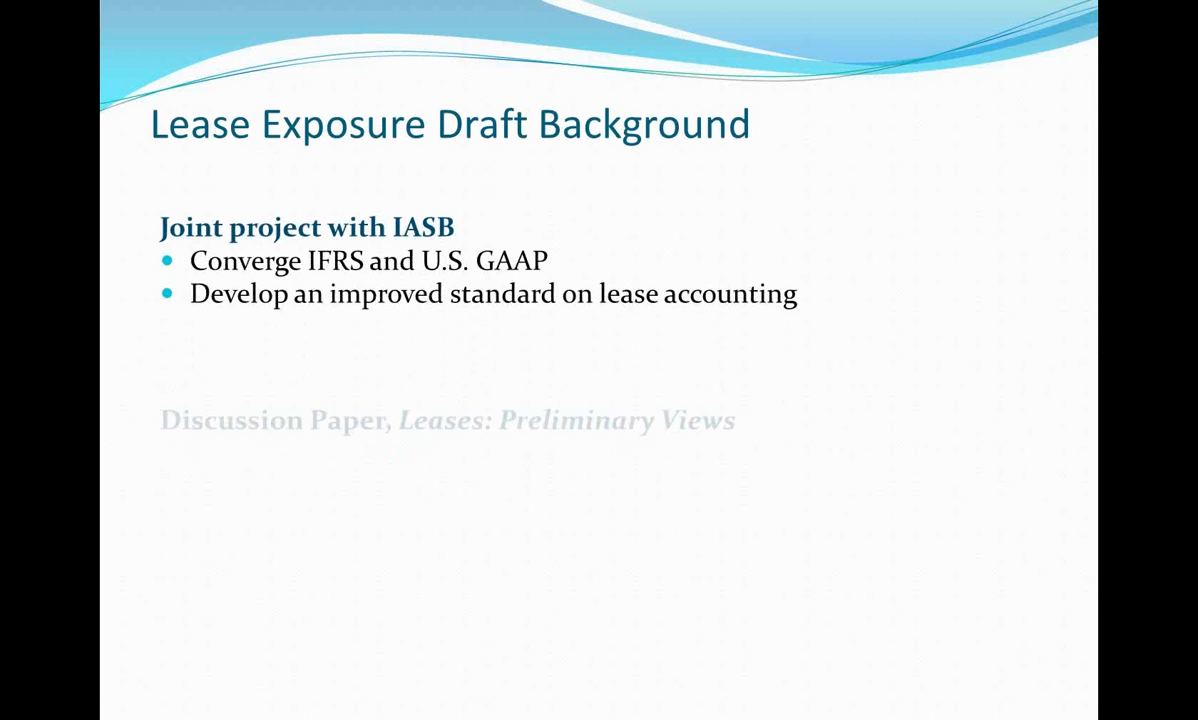 Lease Exposure Draft Background
Joint project with IASB
• Converge IFRS and U.S. GAAP
• Develop an improved standard on lease accounting
Discussion Paper, Leases: Preliminary Views